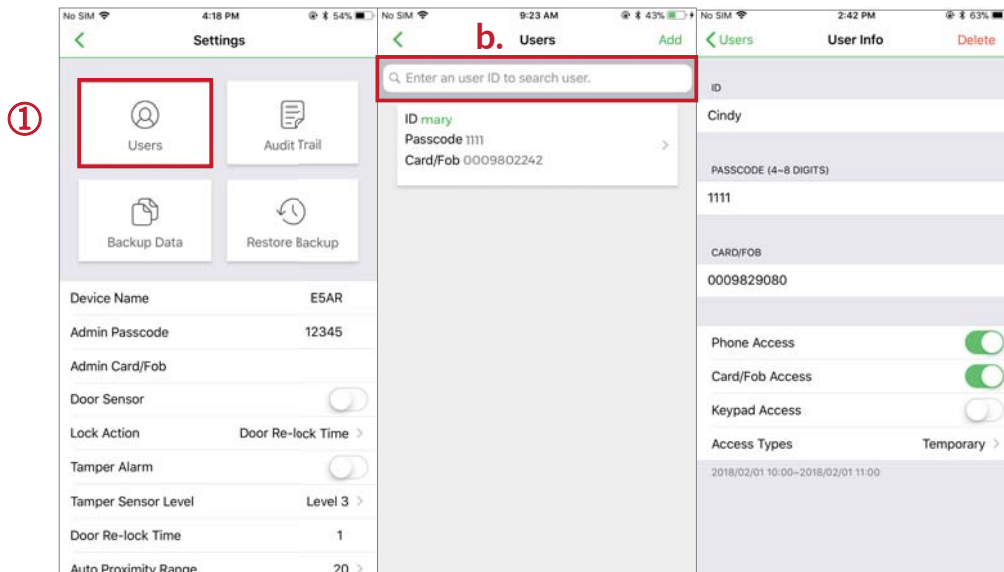 No SIM 4:18 PM 54%
Settings
①
Users
Audit Trail
Backup Data
Restore Backup
Device Name E5AR
Admin Passcode 12345
Admin Card/Fob
Door Sensor
Lock Action Door Re-lock Time >
Tamper Alarm
Tamper Sensor Level Level 3 >
Door Re-lock Time 1
Auto Proximity Range 20 >
No SIM 9:23 AM 43%
b. Users Add
Enter an user ID to search user.
ID mary
Passcode 1111
Card/Fob 0009802242
No SIM 2:42 PM 63%
Users User Info Delete
ID
Cindy
PASSCODE (4~8 DIGITS)
1111
CARD/FOB
0009829080
Phone Access
Card/Fob Access
Keypad Access
Access Types Temporary >
2018/02/01 10:00~2018/02/01 11:00